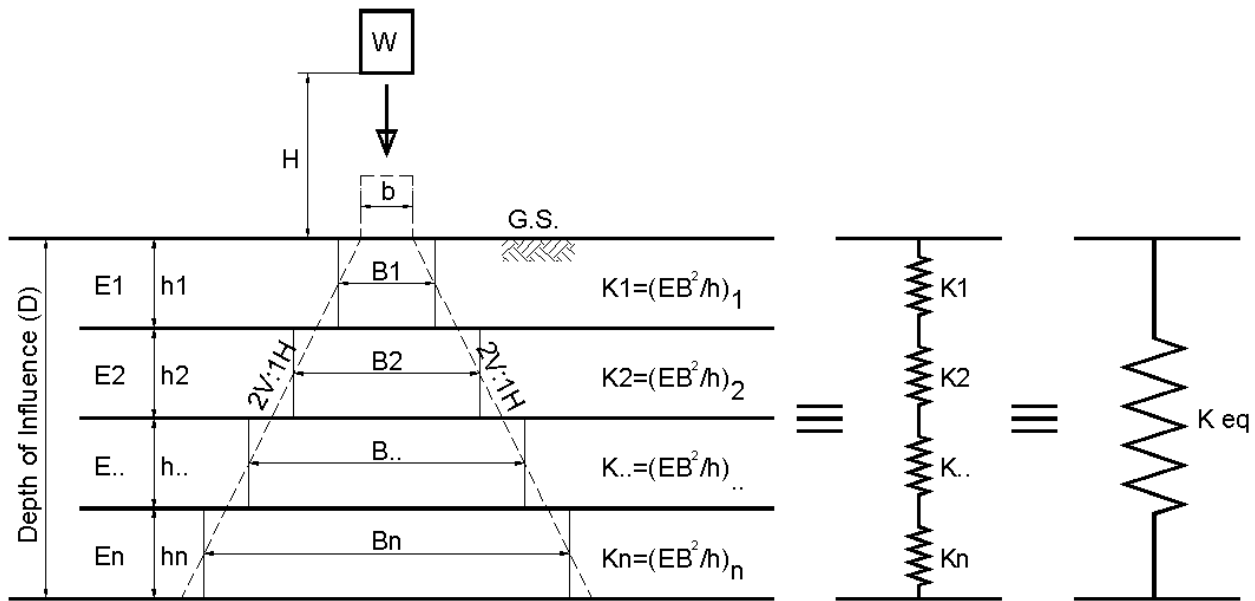 W
H
b
G.S.
Depth of Influence (D)
E1 h1 B1 K1=(EB²/h)₁ K1
E2 h2 2V:1H B2 2V:1H K2=(EB²/h)₂ K2
K eq
E.. h.. B.. K..=(EB²/h).. K..
En hn Bn Kn=(EB²/h)ₙ Kn